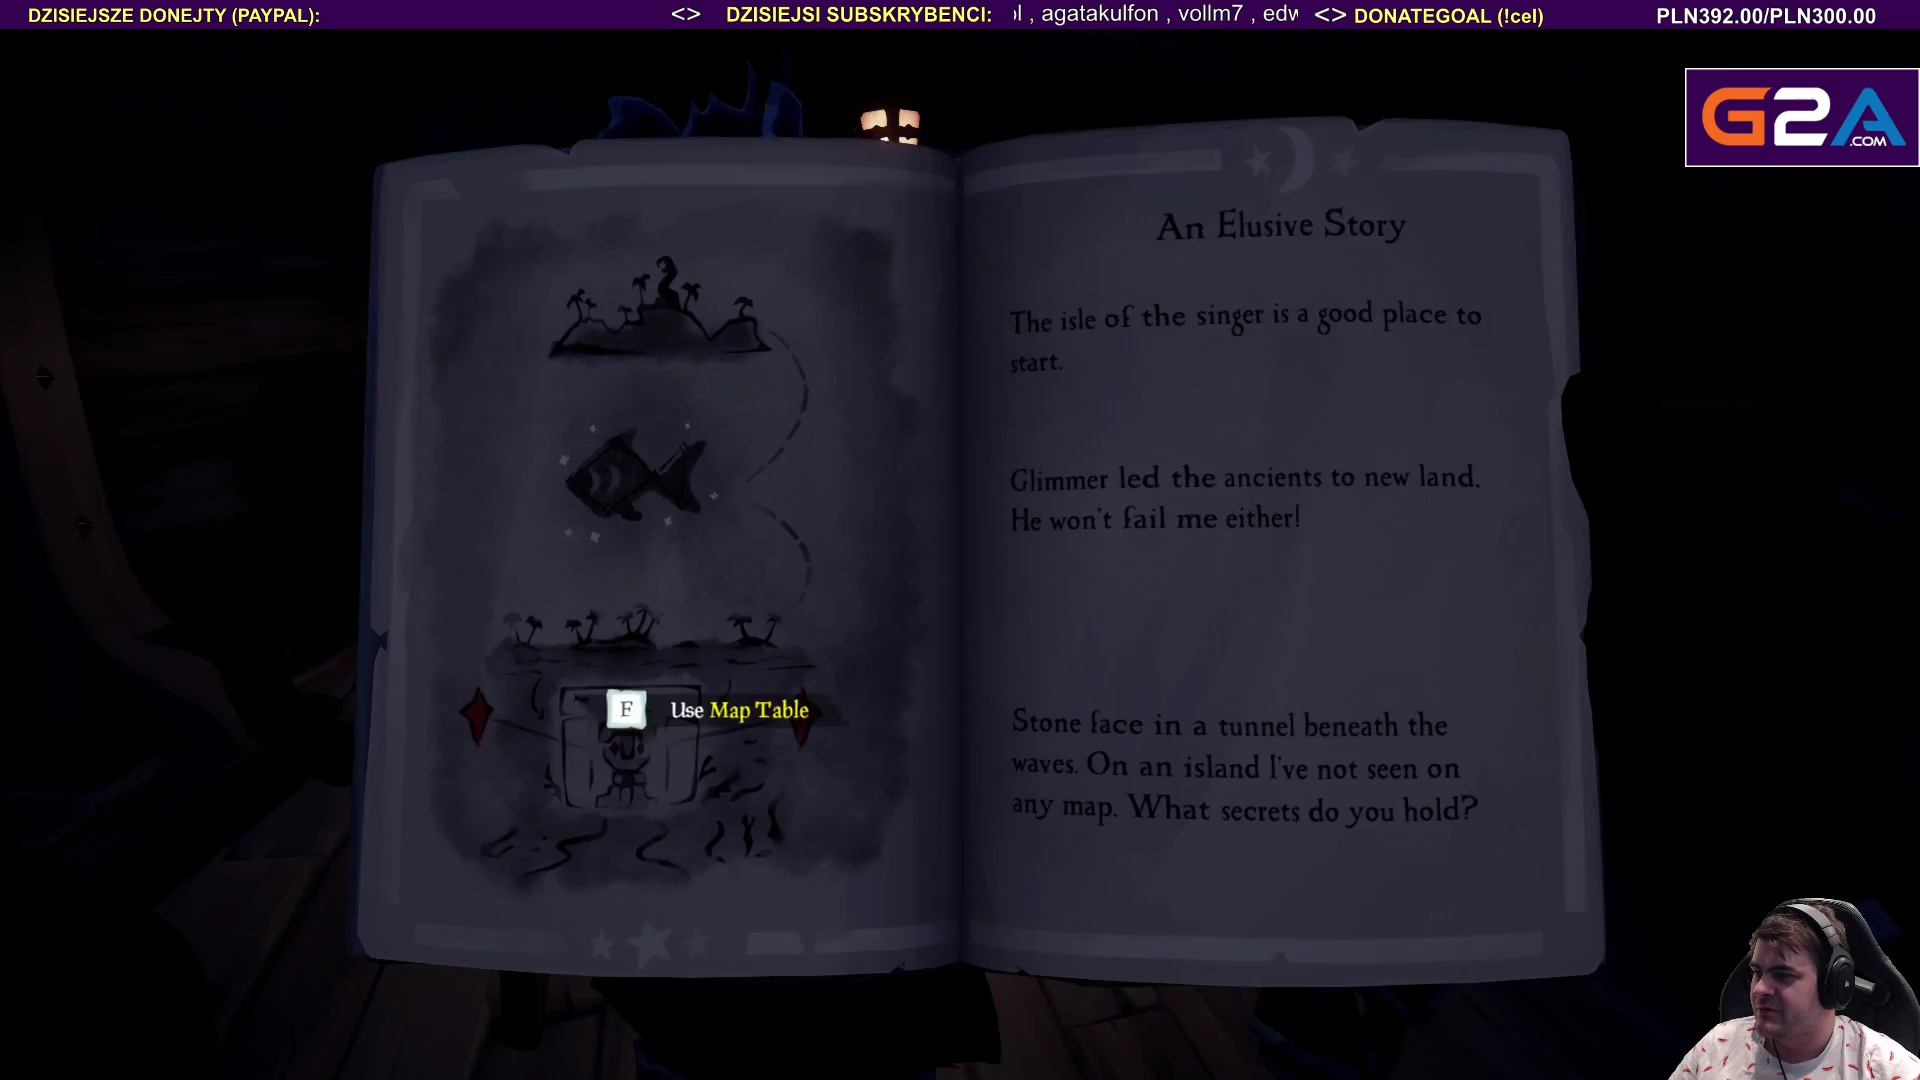 DZISIEJSZE DONEJTY (PAYPAL):
<> DZISIEJSI SUBSKRYBENCI: , agatakulfon , vollm7 , <> DONATEGOAL (!cel) PLN392.00/PLN300.00
G2A
.COM
An Elusive Story
The isle of the singer is a good place to
start.
Glimmer led the ancients to new land.
He won't fail me either!
F Use Map Table
Stone face in a tunnel beneath the
waves. On an island I've not seen on
any map. What secrets do you hold?